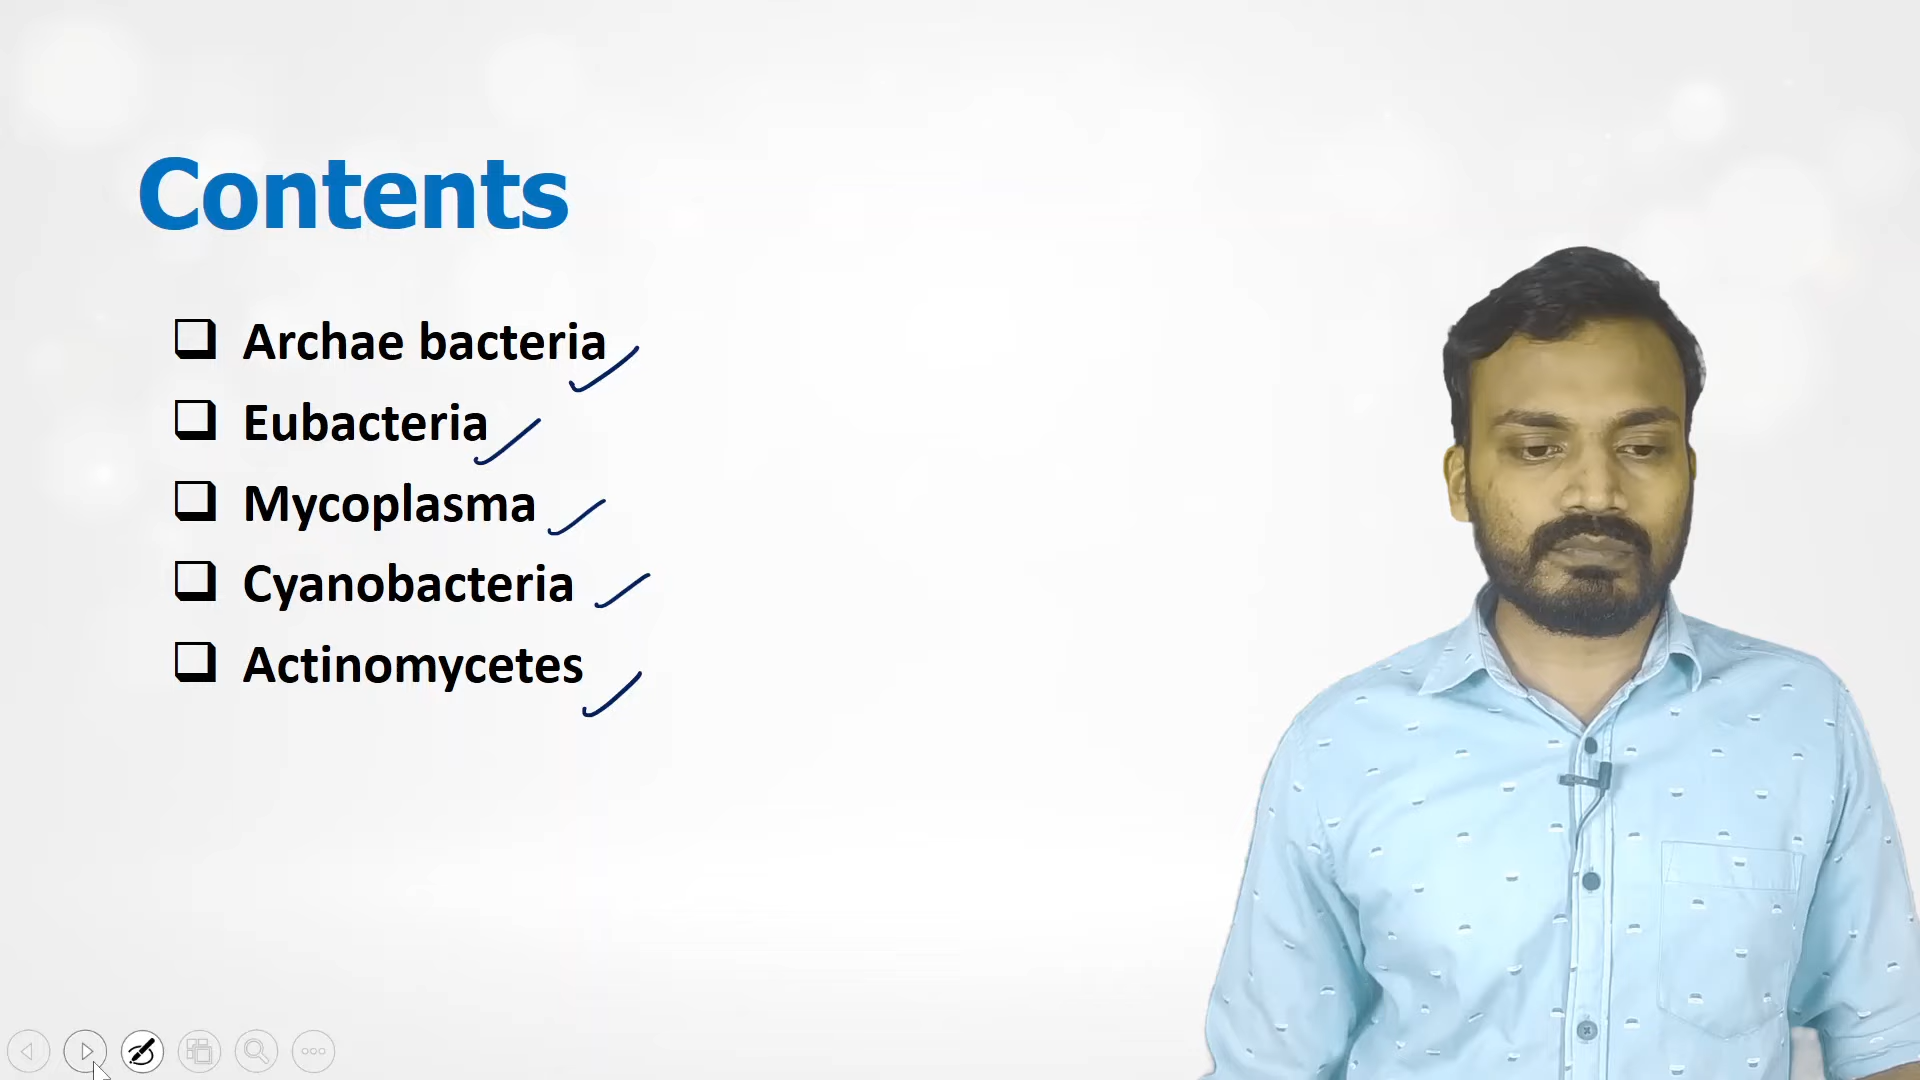 Contents
Archae bacteria
Eubacteria
Mycoplasma
Cyanobacteria
Actinomycetes